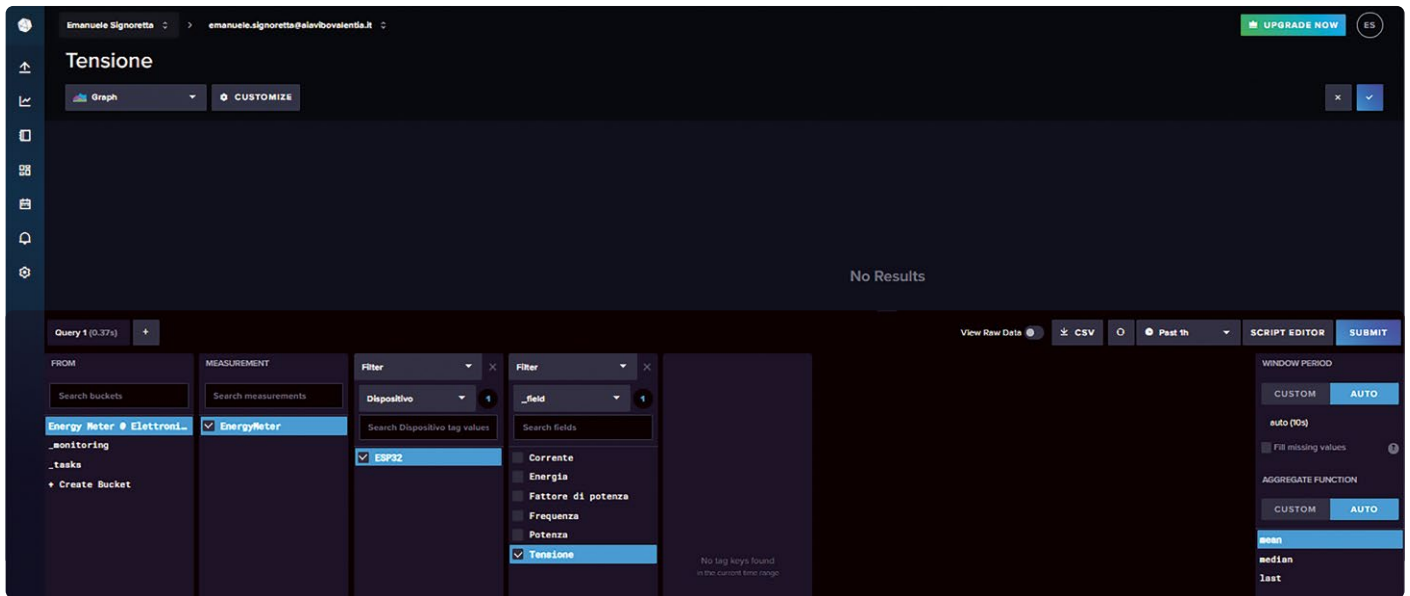 Emanuele Signoretta > emanuele.signoretta@aiavibovalentia.it
UPGRADE NOW
ES
Tensione
Graph
CUSTOMIZE
No Results
Query 1 (0.37s)
+
View Raw Data
CSV
Past 1h
SCRIPT EDITOR
SUBMIT
FROM
Search buckets
Energy Meter @ Elettroni…
_monitoring
_tasks
+ Create Bucket
MEASUREMENT
Search measurements
EnergyMeter
Filter
Dispositivo
1
Search Dispositivo tag values
ESP32
Filter
_field
1
Search fields
Corrente
Energia
Fattore di potenza
Frequenza
Potenza
Tensione
No tag keys found
in the current time range
WINDOW PERIOD
CUSTOM AUTO
auto (10s)
Fill missing values ?
AGGREGATE FUNCTION
CUSTOM AUTO
mean
median
last